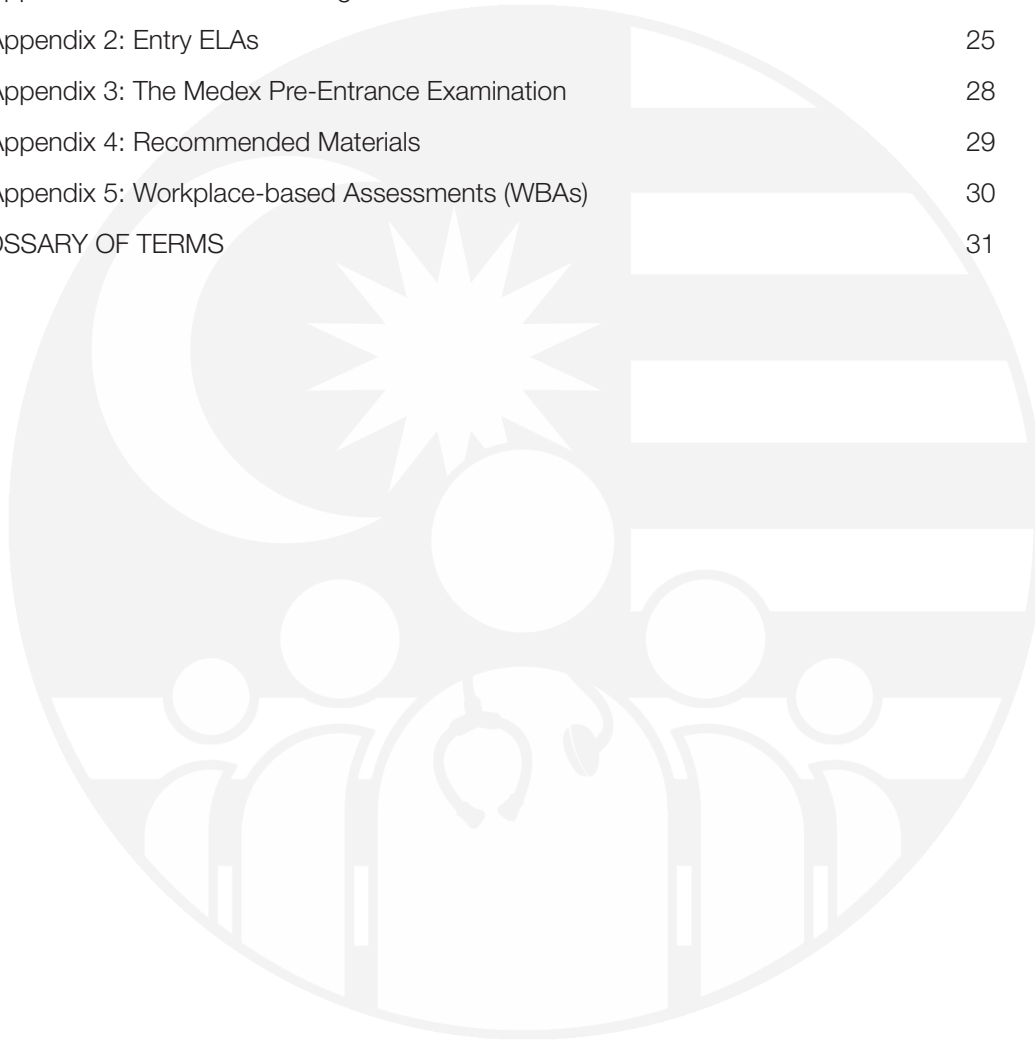 Appendix 2: Entry ELAs 25
Appendix 3: The Medex Pre-Entrance Examination 28
Appendix 4: Recommended Materials 29
Appendix 5: Workplace-based Assessments (WBAs) 30
OSSARY OF TERMS 31